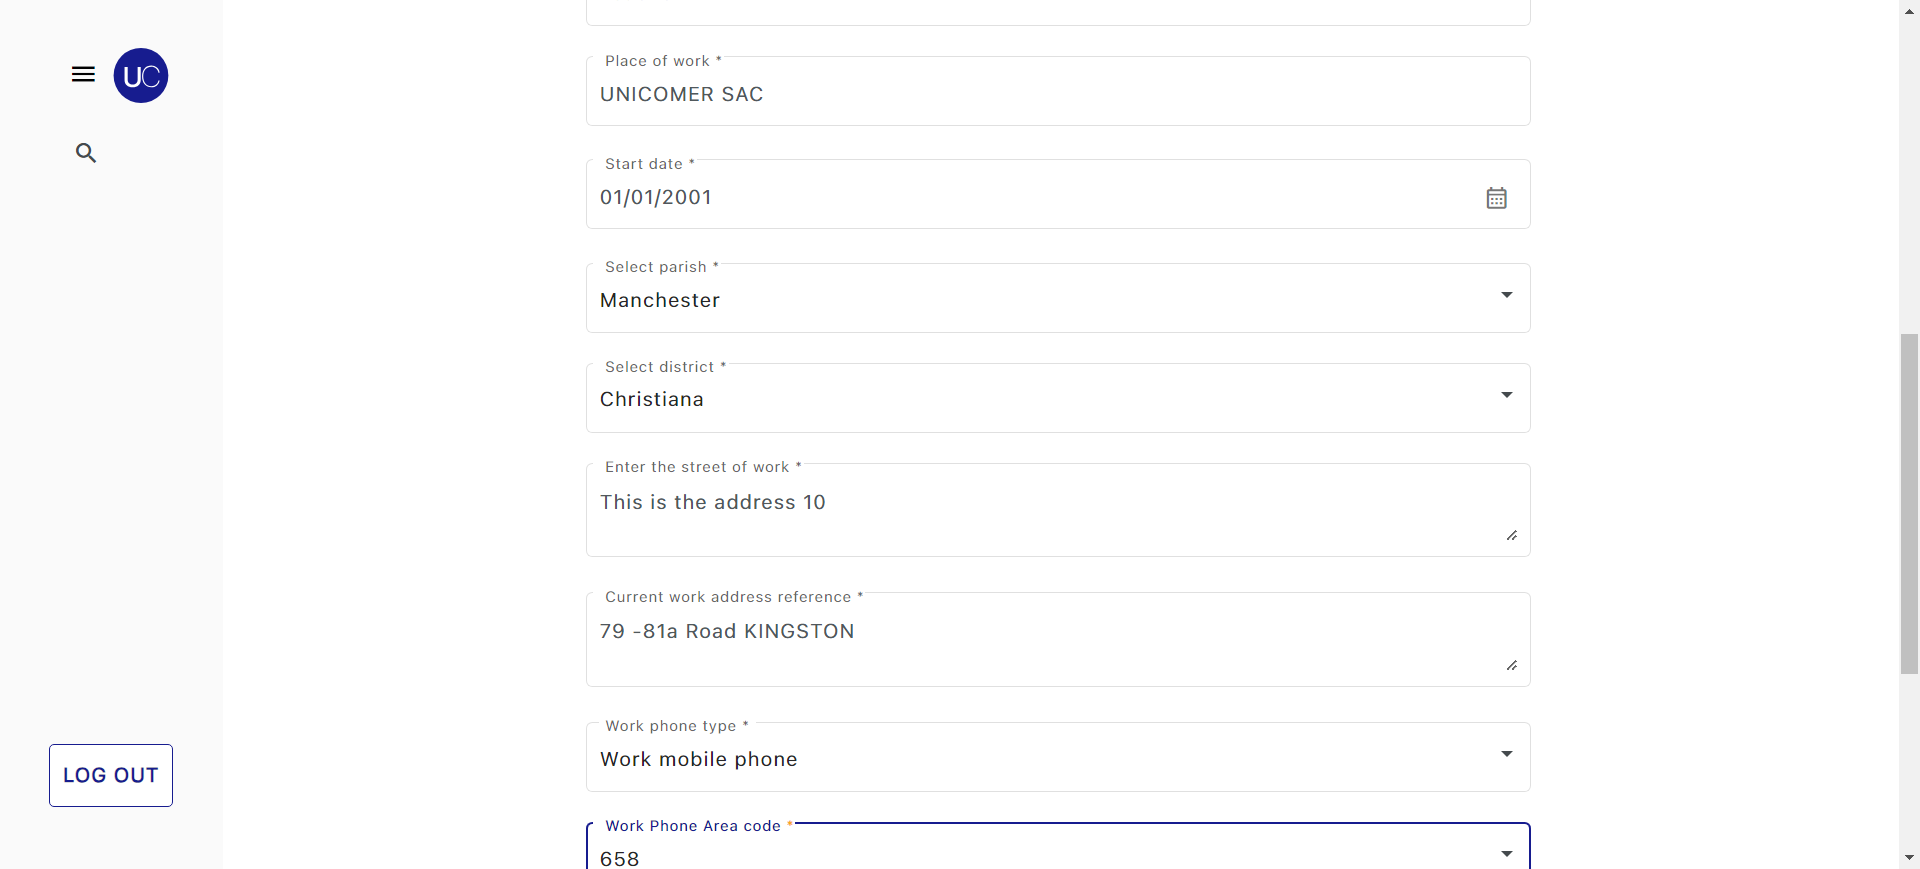 UC
Place of work *
UNICOMER SAC
Start date *
01/01/2001
Select parish *
Manchester
Select district *
Christiana
Enter the street of work *
This is the address 10
Current work address reference *
79 -81a Road KINGSTON
Work phone type *
Work mobile phone
LOG OUT
Work Phone Area code *
658